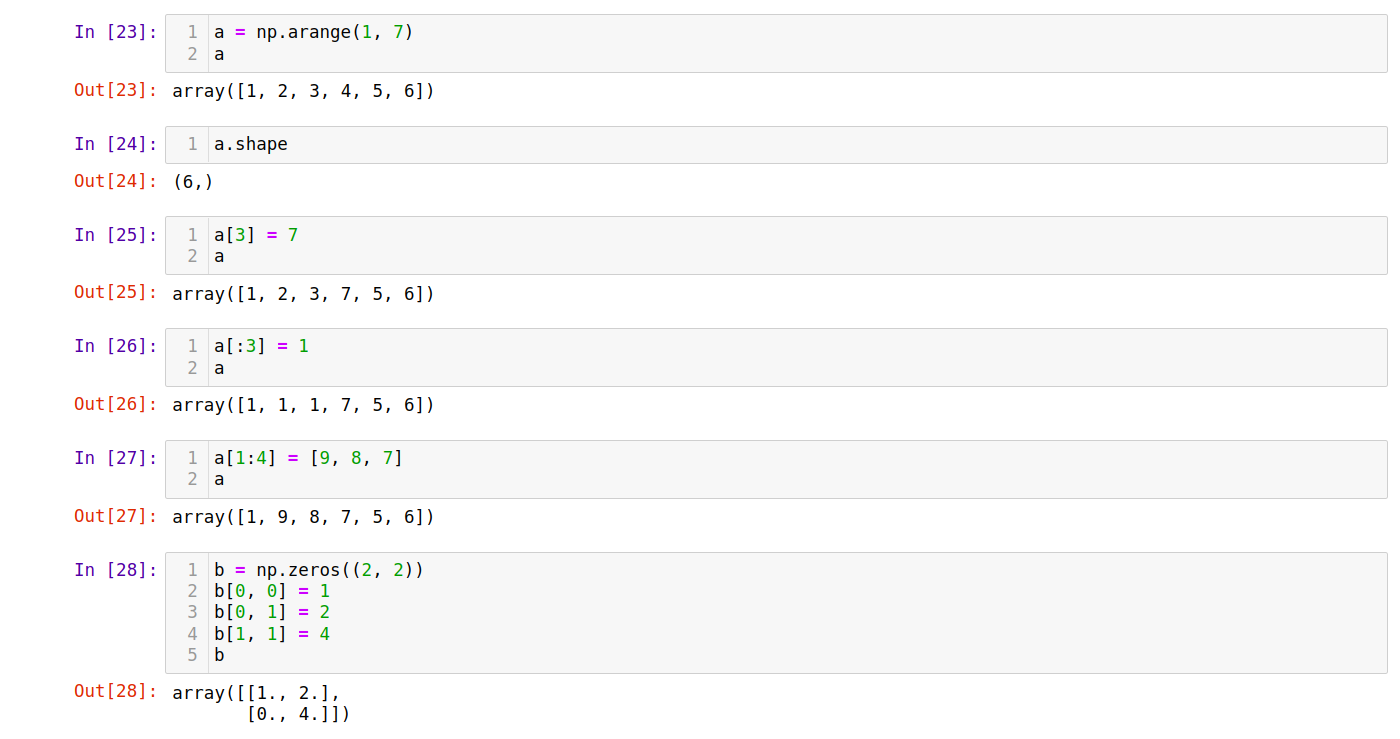 In [23]: 1 a = np.arange(1, 7)
2 a
Out[23]: array([1, 2, 3, 4, 5, 6])
In [24]: 1 a.shape
Out[24]: (6,)
In [25]: 1 a[3] = 7
2 a
Out[25]: array([1, 2, 3, 7, 5, 6])
In [26]: 1 a[:3] = 1
2 a
Out[26]: array([1, 1, 1, 7, 5, 6])
In [27]: 1 a[1:4] = [9, 8, 7]
2 a
Out[27]: array([1, 9, 8, 7, 5, 6])
In [28]: 1 b = np.zeros((2, 2))
2 b[0, 0] = 1
3 b[0, 1] = 2
4 b[1, 1] = 4
5 b
Out[28]: array([[1., 2.],
[0., 4.]])